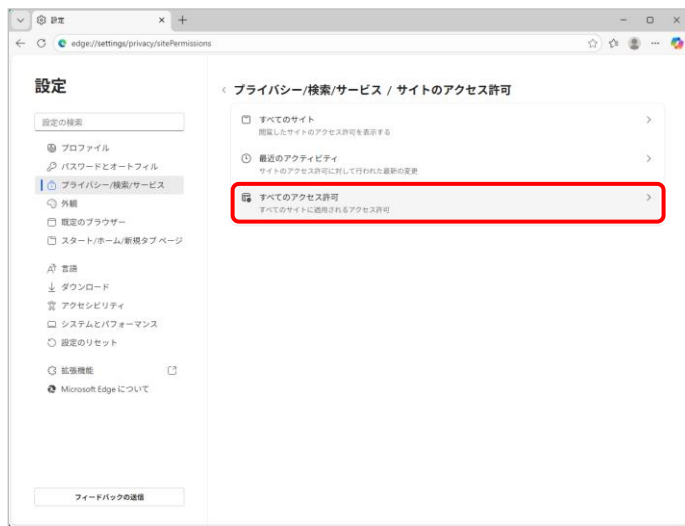 設定
edge://settings/privacy/sitePermissions
設定
プライバシー/検索/サービス / サイトのアクセス許可
設定の検索
プロファイル
パスワードとオートフィル
プライバシー/検索/サービス
外観
既定のブラウザー
スタート/ホーム/新規タブ ページ
言語
ダウンロード
アクセシビリティ
システムとパフォーマンス
設定のリセット
拡張機能
Microsoft Edge について
フィードバックの送信
すべてのサイト
閲覧したサイトのアクセス許可を表示する
最近のアクティビティ
サイトのアクセス許可に対して行われた最新の変更
すべてのアクセス許可
すべてのサイトに適用されるアクセス許可